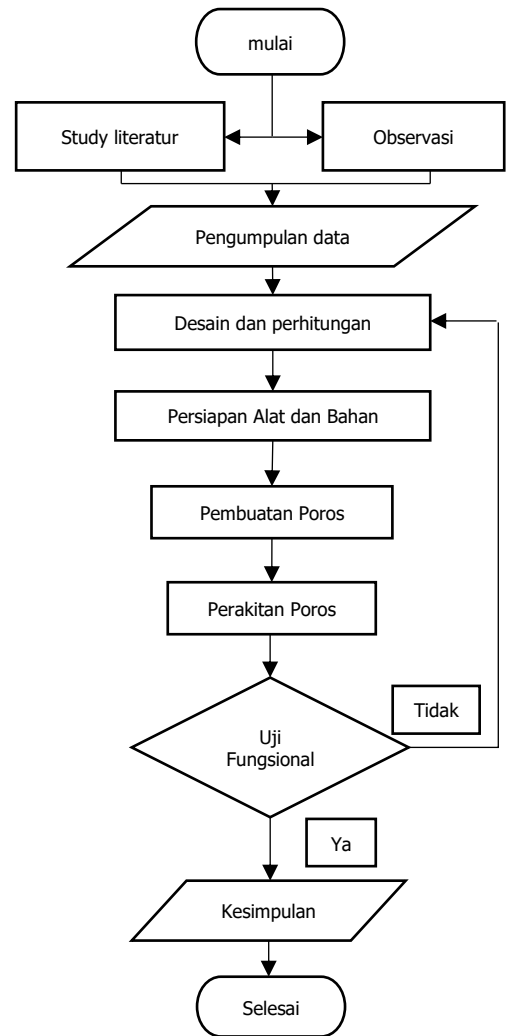 mulai
Study literatur
Observasi
Pengumpulan data
Desain dan perhitungan
Persiapan Alat dan Bahan
Pembuatan Poros
Perakitan Poros
Uji
Fungsional
Tidak
Ya
Kesimpulan
Selesai